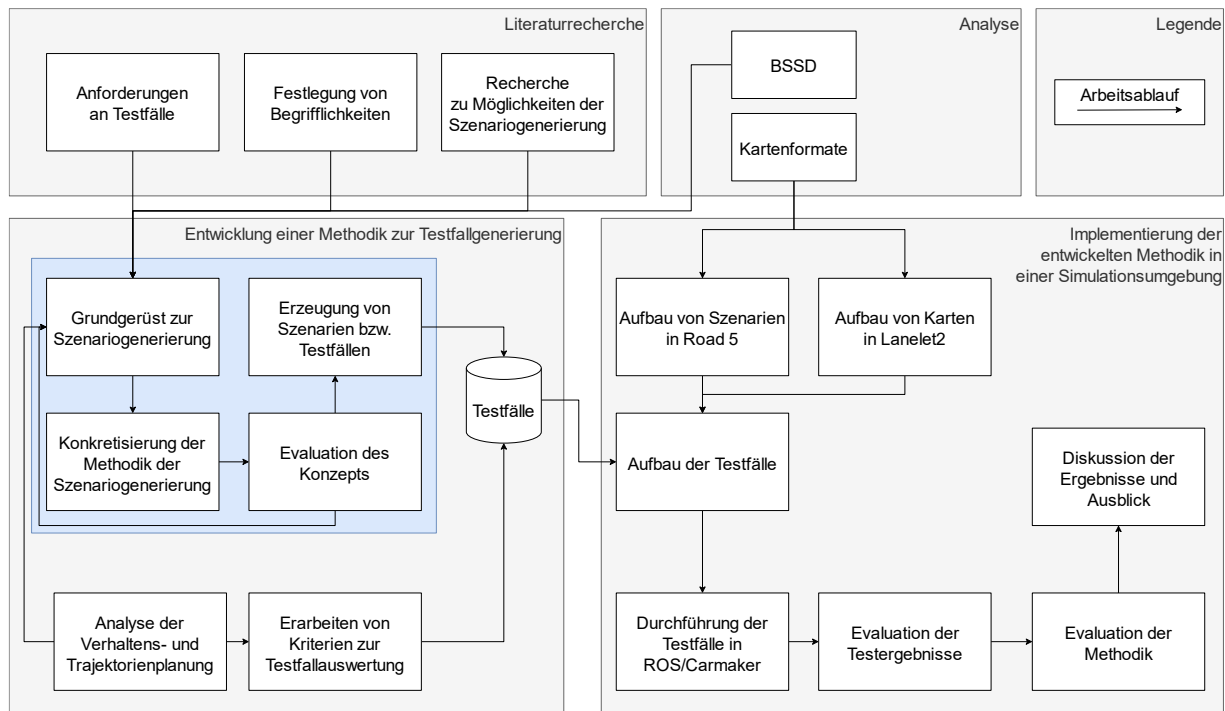 Literaturrecherche
Anforderungen
an Testfälle
Festlegung von
Begrifflichkeiten
Recherche
zu Möglichkeiten der
Szenariogenerierung
Analyse
BSSD
Kartenformate
Legende
Arbeitsablauf
Entwicklung einer Methodik zur Testfallgenerierung
Grundgerüst zur
Szenariogenerierung
Erzeugung von
Szenarien bzw.
Testfällen
Konkretisierung der
Methodik der
Szenariogenerierung
Evaluation des
Konzepts
Testfälle
Analyse der
Verhaltens- und
Trajektorienplanung
Erarbeiten von
Kriterien zur
Testfallauswertung
Implementierung der
entwickelten Methodik in
einer Simulationsumgebung
Aufbau von Szenarien
in Road 5
Aufbau von Karten
in Lanelet2
Aufbau der Testfälle
Diskussion der
Ergebnisse und
Ausblick
Durchführung der
Testfälle in
ROS/Carmaker
Evaluation der
Testergebnisse
Evaluation der
Methodik